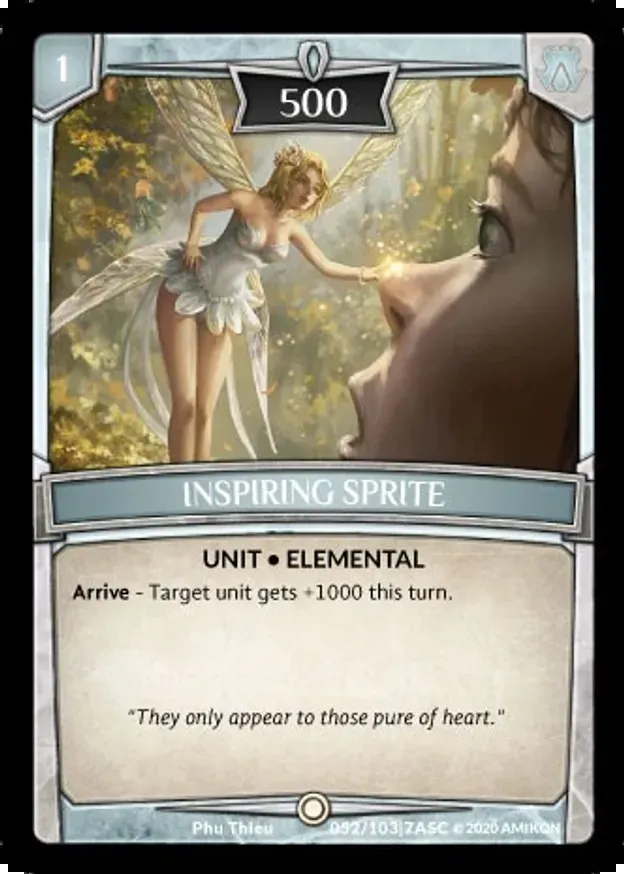 1
500
INSPIRING SPRITE
UNIT • ELEMENTAL
Arrive - Target unit gets +1000 this turn.
"They only appear to those pure of heart."
Phu Thieu 092/103|7ASC © 2020 AMIKON